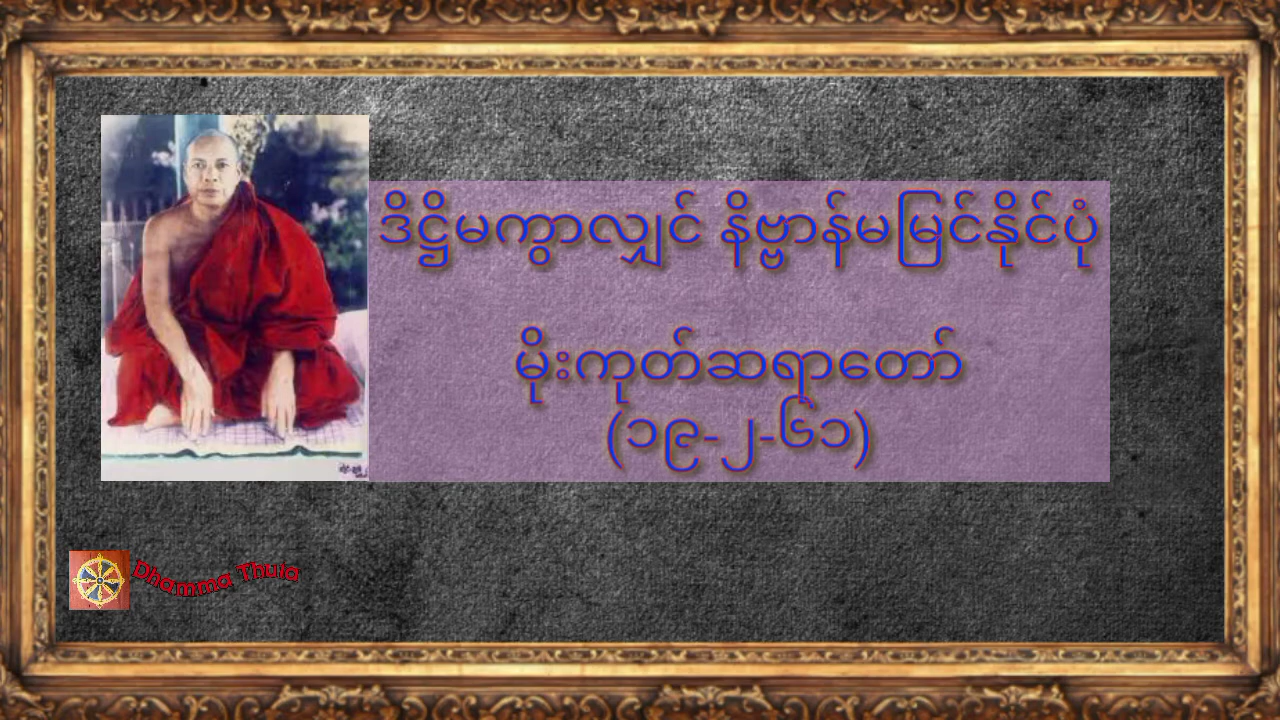 ဒိဋ္ဌိမကွာလျှင် နိဗ္ဗာန်မမြင်နိုင်ပုံ
မိုးကုတ်ဆရာတော်
(၁၉-၂-၆၁)
Dhamma Thula